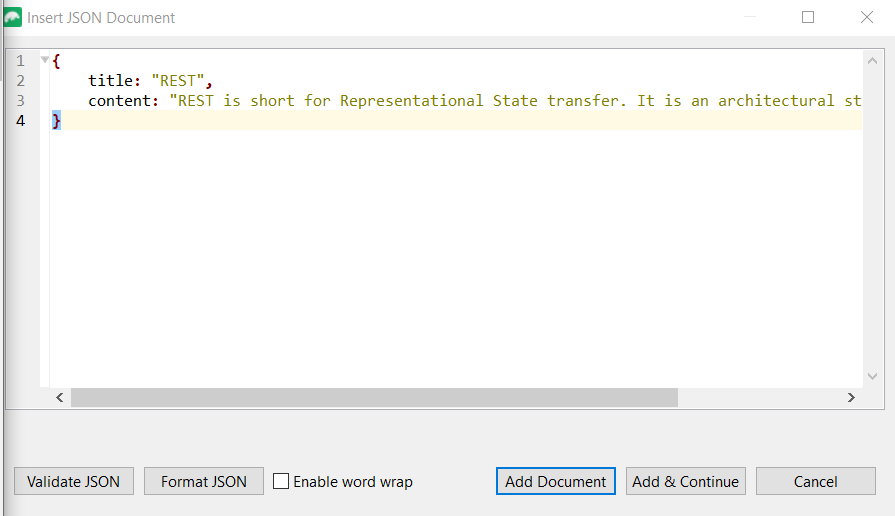 Insert JSON Document
1 {
2 title: "REST",
3 content: "REST is short for Representational State transfer. It is an architectural st
4 }
Validate JSON Format JSON Enable word wrap Add Document Add & Continue Cancel